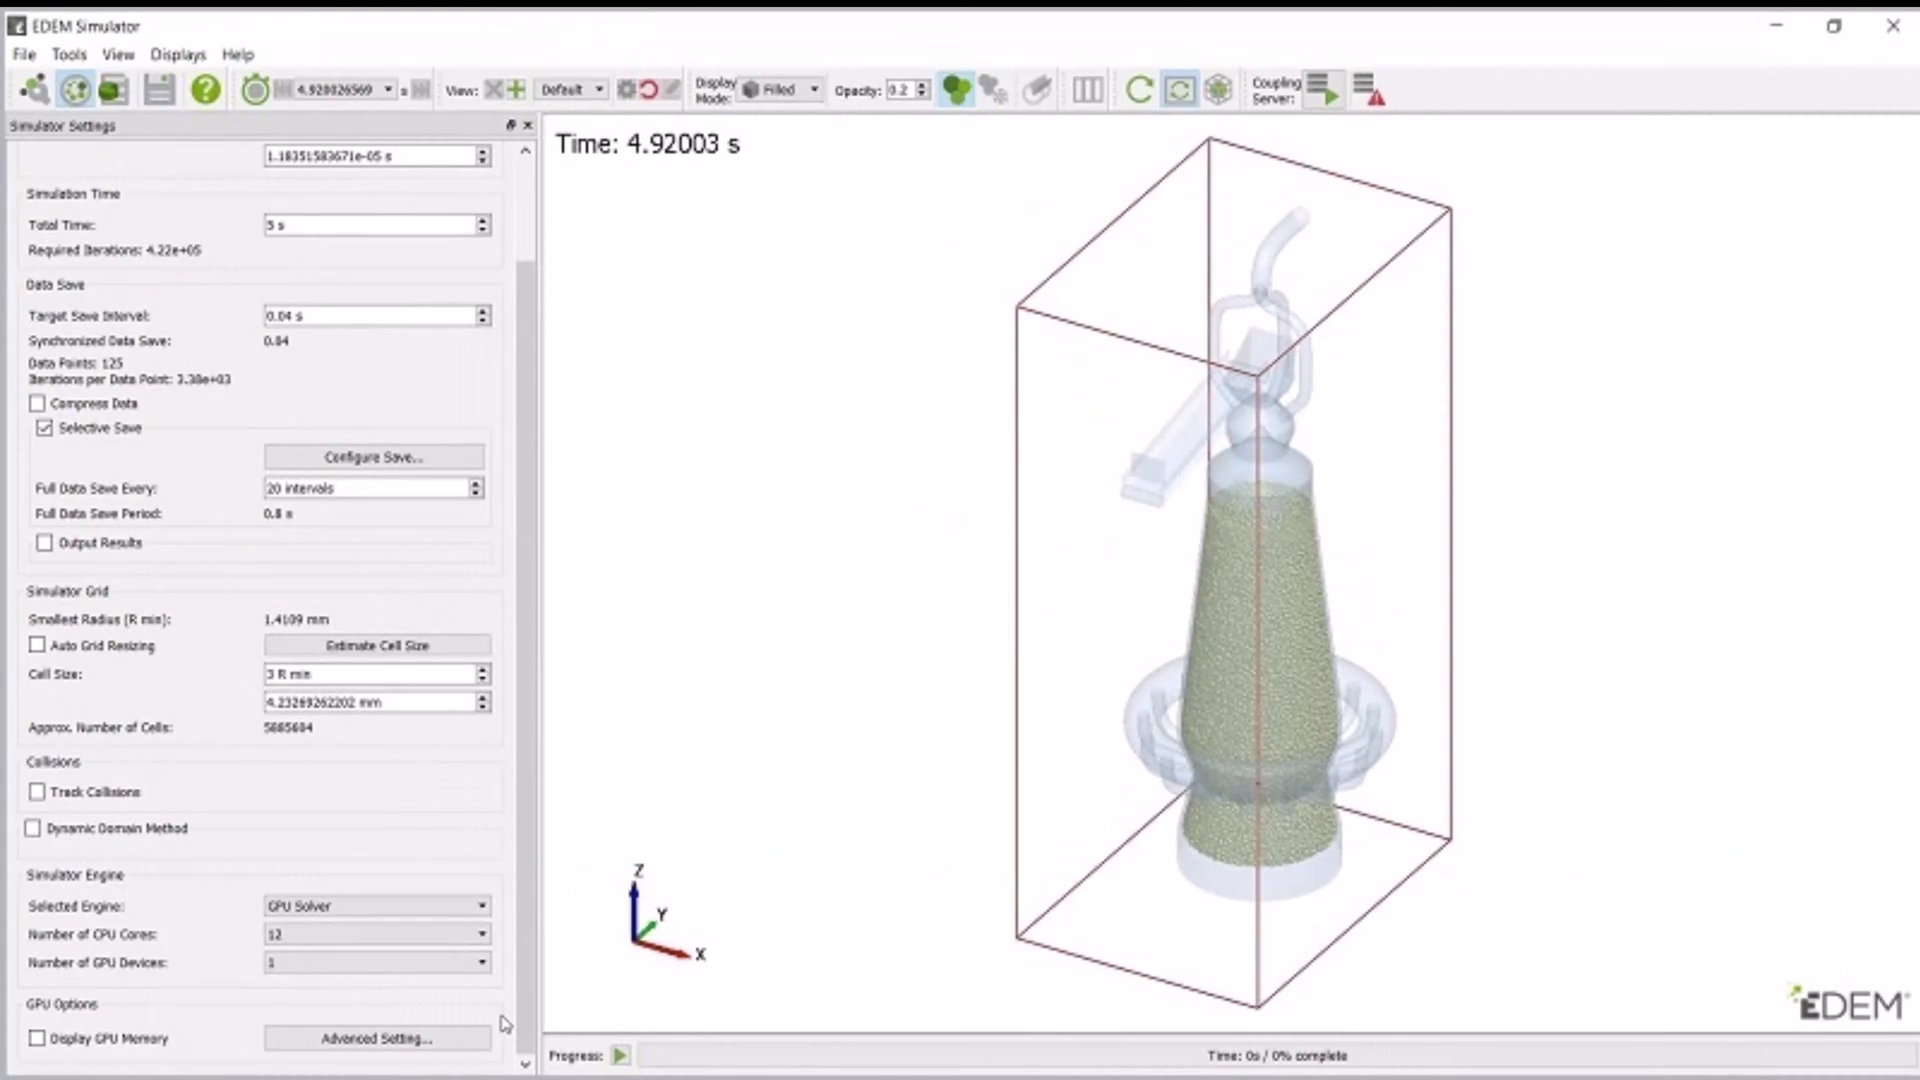 EDEM Simulator
File Tools View Displays Help
4.920026569 s View: Default Display Mode: Filled Opacity: 0.2 Coupling Server:
Simulator Settings
1.18351583671e-05 s
Simulation Time
Total Time: 5 s
Required Iterations: 4.22e+05
Data Save
Target Save Interval: 0.04 s
Synchronized Data Save: 0.04
Data Points: 125
Iterations per Data Point: 3.38e+03
Compress Data
Selective Save
Configure Save...
Full Data Save Every: 20 intervals
Full Data Save Period: 0.8 s
Output Results
Simulator Grid
Smallest Radius (R min): 1.4109 mm
Auto Grid Resizing Estimate Cell Size
Cell Size: 3 R min
4.23269262202 mm
Approx. Number of Cells: 5885604
Collisions
Track Collisions
Dynamic Domain Method
Simulator Engine
Selected Engine: GPU Solver
Number of CPU Cores: 12
Number of GPU Devices: 1
GPU Options
Display GPU Memory Advanced Setting...
Time: 4.92003 s
Z
Y
X
EDEM
Progress: Time: 0s / 0% complete